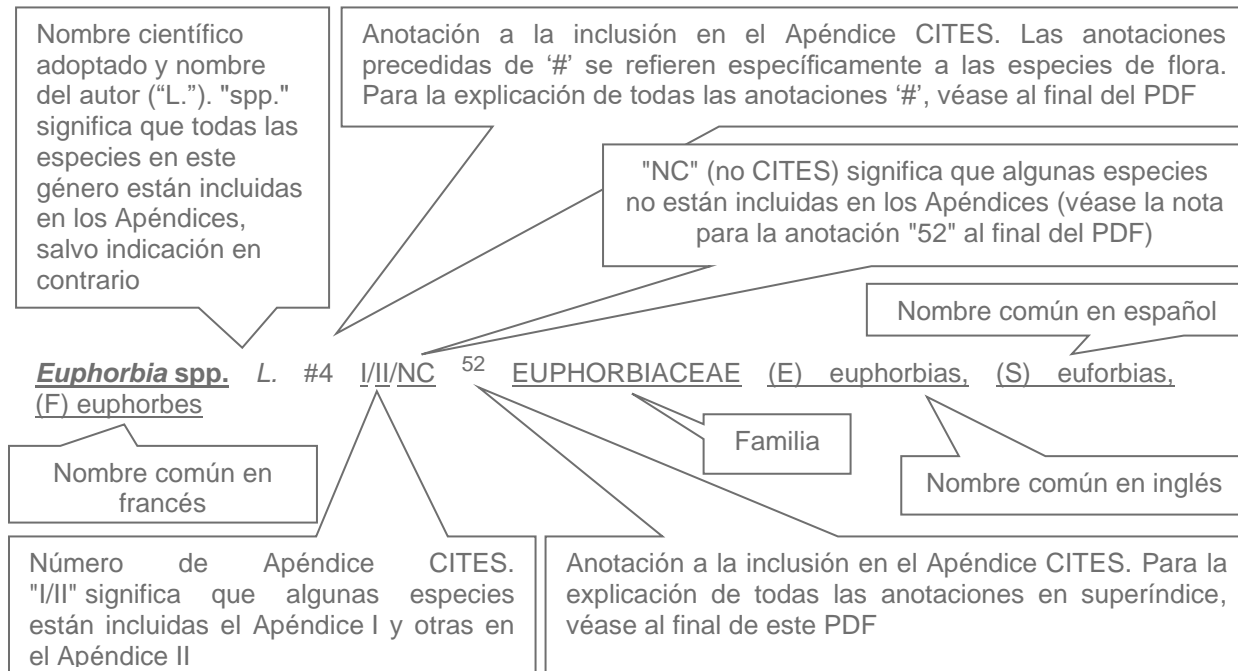 Nombre científico
adoptado y nombre
del autor (“L.”). "spp."
significa que todas las
especies en este
género están incluidas
en los Apéndices,
salvo indicación en
contrario
Anotación a la inclusión en el Apéndice CITES. Las anotaciones
precedidas de ‘#’ se refieren específicamente a las especies de flora.
Para la explicación de todas las anotaciones ‘#’, véase al final del PDF
"NC" (no CITES) significa que algunas especies
no están incluidas en los Apéndices (véase la nota
para la anotación "52" al final del PDF)
Nombre común en español
Euphorbia spp. L. #4 I/II/NC 52 EUPHORBIACEAE (E) euphorbias, (S) euforbias,
(F) euphorbes
Familia
Nombre común en
francés
Nombre común en inglés
Número de Apéndice CITES.
"I/II" significa que algunas especies
están incluidas el Apéndice I y otras en
el Apéndice II
Anotación a la inclusión en el Apéndice CITES. Para la
explicación de todas las anotaciones en superíndice,
véase al final de este PDF